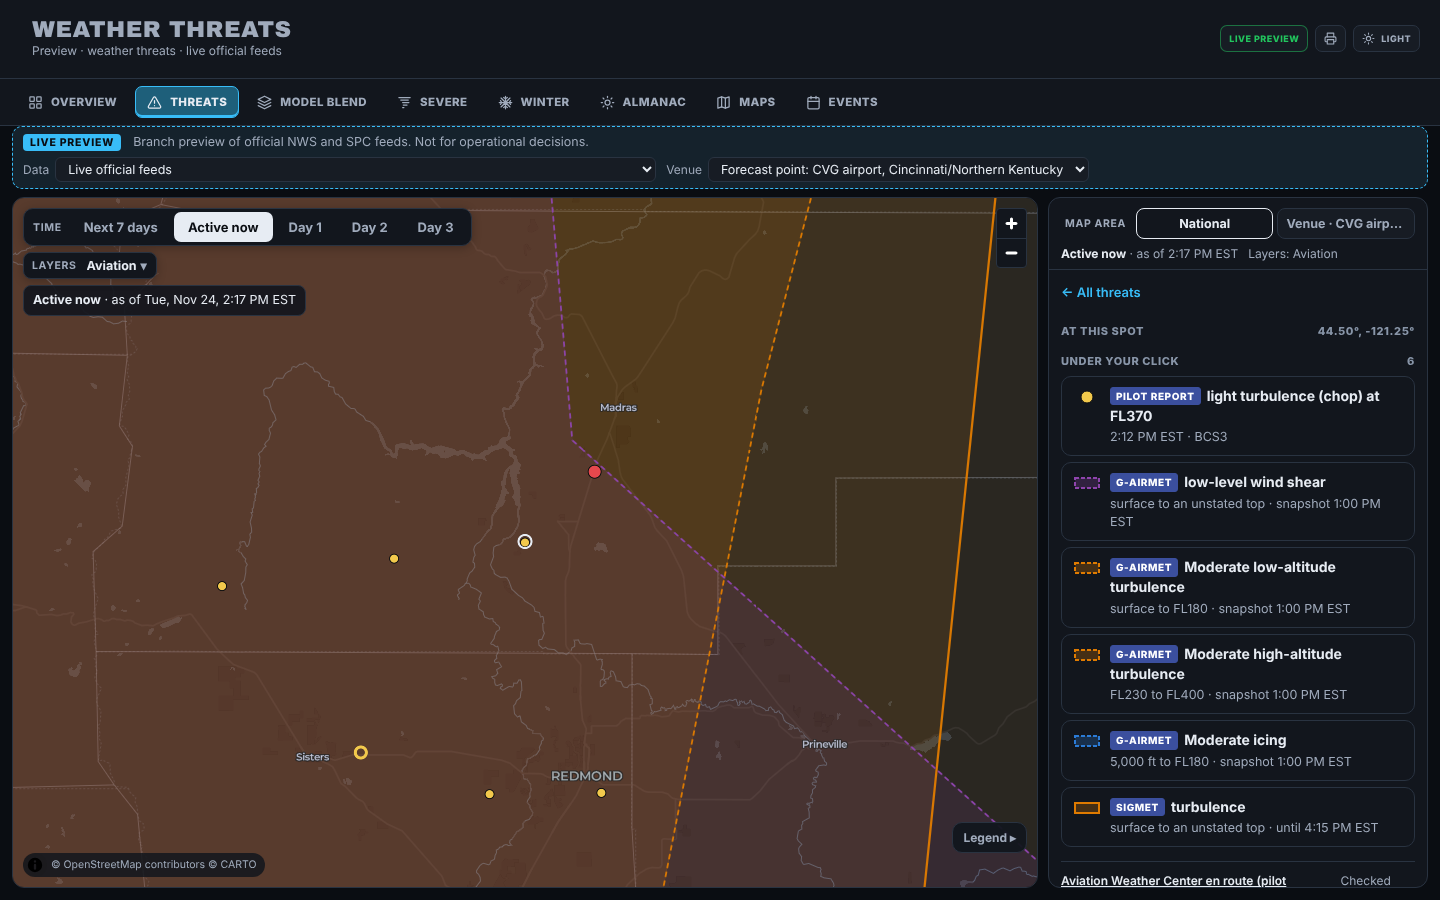 WEATHER THREATS
Preview · weather threats · live official feeds
LIVE PREVIEW
LIGHT
OVERVIEW
THREATS
MODEL BLEND
SEVERE
WINTER
ALMANAC
MAPS
EVENTS
LIVE PREVIEW Branch preview of official NWS and SPC feeds. Not for operational decisions.
Data Live official feeds Venue Forecast point: CVG airport, Cincinnati/Northern Kentucky
TIME Next 7 days Active now Day 1 Day 2 Day 3
LAYERS Aviation ▾
Active now · as of Tue, Nov 24, 2:17 PM EST
+
−
Madras
Sisters
REDMOND
Prineville
Legend ▸
© OpenStreetMap contributors © CARTO
MAP AREA National Venue · CVG airp...
Active now · as of 2:17 PM EST Layers: Aviation
← All threats
AT THIS SPOT 44.50°, -121.25°
UNDER YOUR CLICK 6
PILOT REPORT light turbulence (chop) at
FL370
2:12 PM EST · BCS3
G-AIRMET low-level wind shear
surface to an unstated top · snapshot 1:00 PM
EST
G-AIRMET Moderate low-altitude
turbulence
surface to FL180 · snapshot 1:00 PM EST
G-AIRMET Moderate high-altitude
turbulence
FL230 to FL400 · snapshot 1:00 PM EST
G-AIRMET Moderate icing
5,000 ft to FL180 · snapshot 1:00 PM EST
SIGMET turbulence
surface to an unstated top · until 4:15 PM EST
Aviation Weather Center en route (pilot Checked